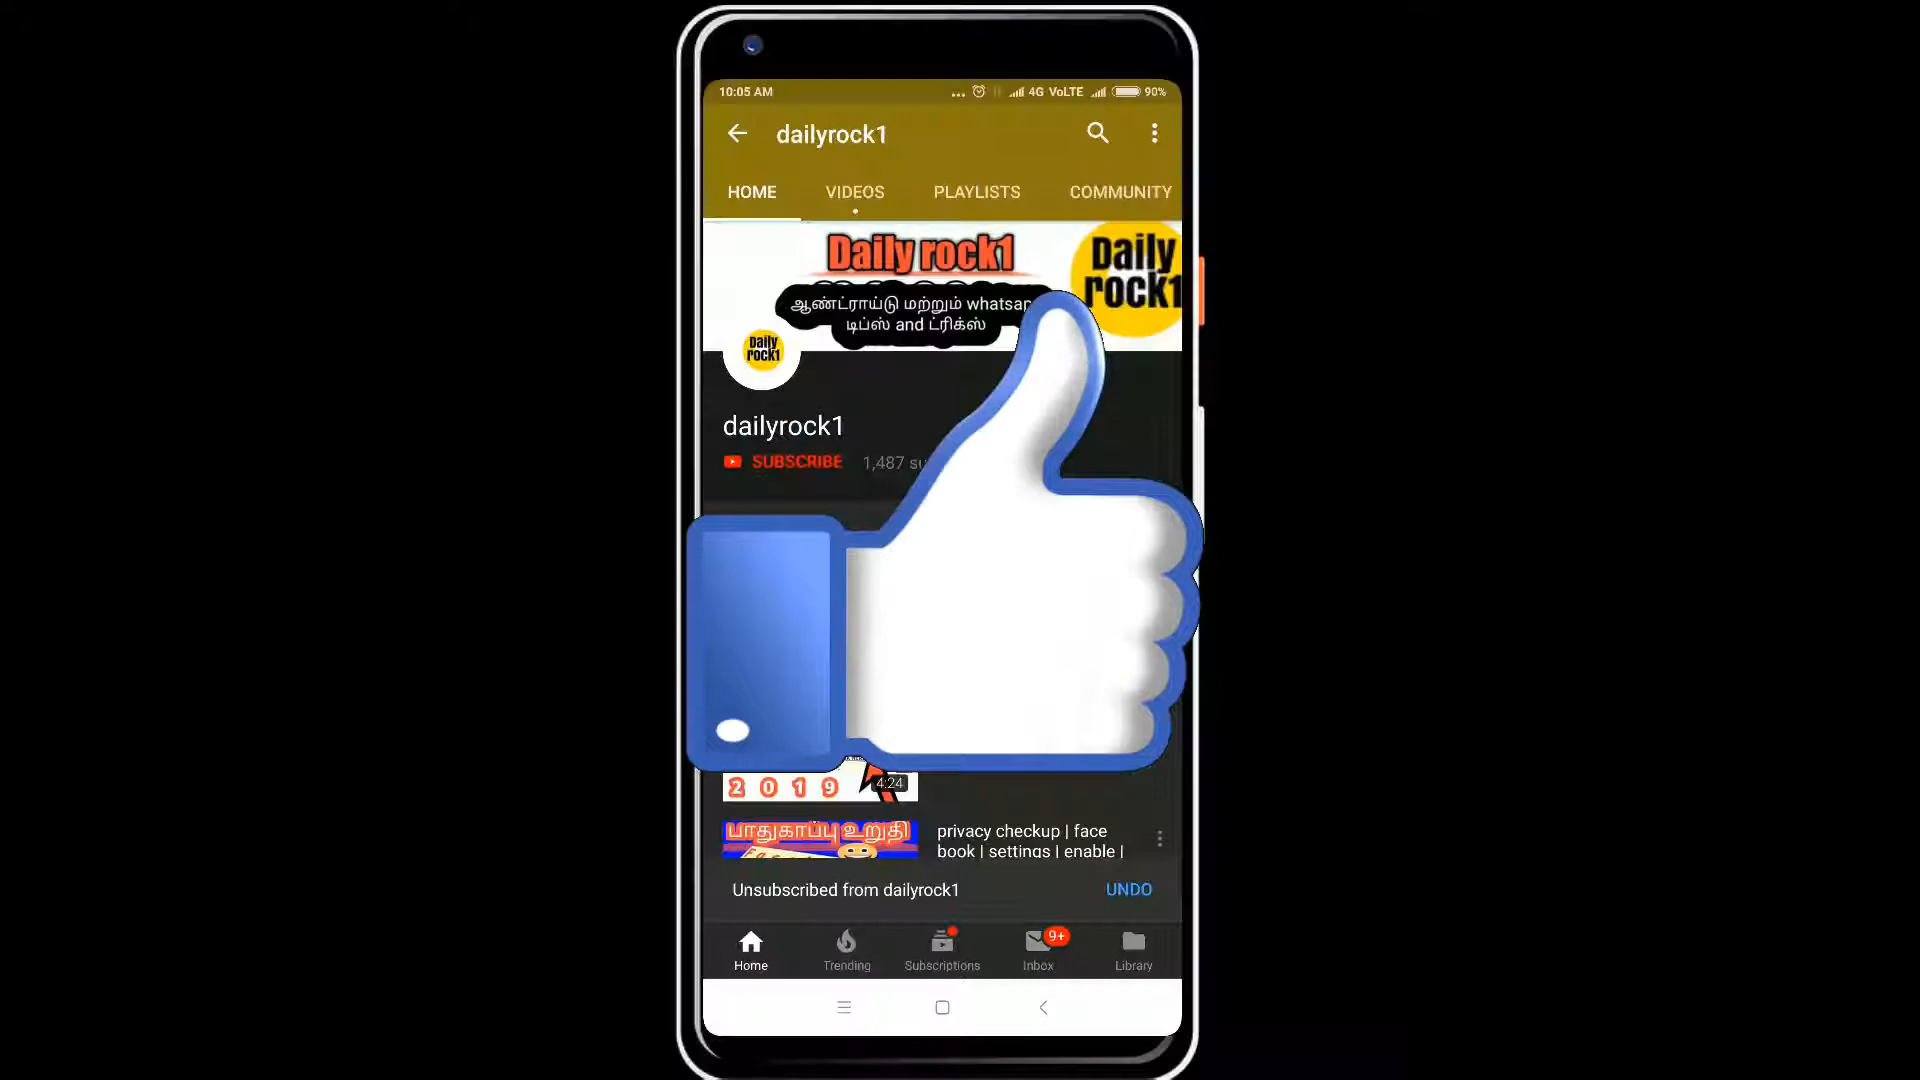 10:05 AM
4G VoLTE
90%
dailyrock1
HOME
VIDEOS
PLAYLISTS
COMMUNITY
Daily rock1
Daily
rock1
ஆண்ட்ராய்டு மற்றும் whatsap
டிப்ஸ் and ட்ரிக்ஸ்
Daily
rock1
dailyrock1
SUBSCRIBE
1,487 su
2 0 1 9
4:24
பாதுகாப்பு உறுதி
privacy checkup | face
book | settings | enable |
Unsubscribed from dailyrock1
UNDO
9+
Home
Trending
Subscriptions
Inbox
Library